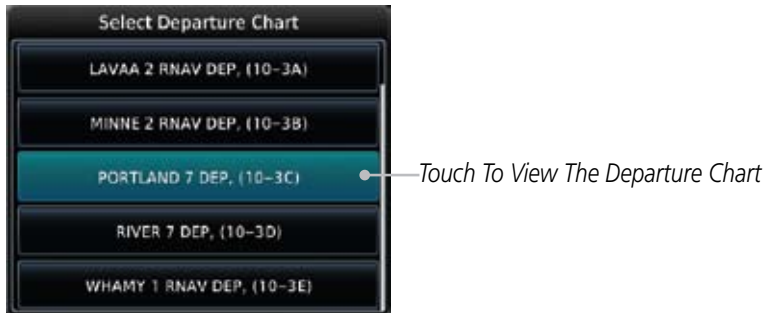 Select Departure Chart
LAVAA 2 RNAV DEP, (10-3A)
MINNE 2 RNAV DEP, (10-3B)
PORTLAND 7 DEP, (10-3C)
Touch To View The Departure Chart
RIVER 7 DEP, (10-3D)
WHAMY 1 RNAV DEP, (10-3E)